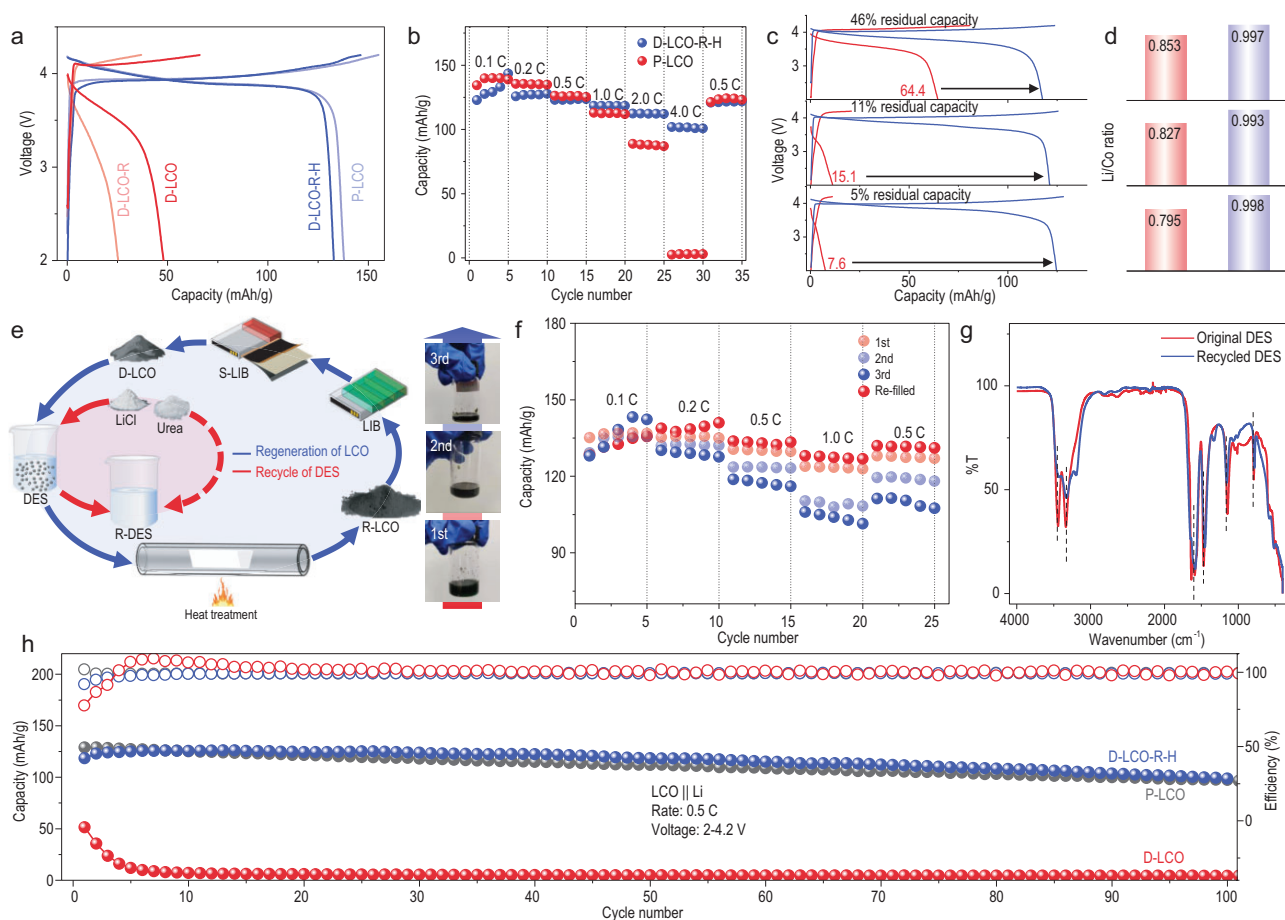 a
4
3
2
Voltage (V)
0
50
100
150
Capacity (mAh/g)
D-LCO-R
D-LCO
D-LCO-R-H
P-LCO
b
150
100
50
0
Capacity (mAh/g)
0
5
10
15
20
25
30
35
Cycle number
D-LCO-R-H
P-LCO
0.1 C
0.2 C
0.5 C
1.0 C
2.0 C
4.0 C
0.5 C
c
46% residual capacity
4
3
64.4
11% residual capacity
4
3
15.1
5% residual capacity
4
3
7.6
Voltage (V)
0
50
100
Capacity (mAh/g)
d
Li/Co ratio
0.853
0.997
0.827
0.993
0.795
0.998
e
S-LIB
D-LCO
LiCl
Urea
LIB
Regeneration of LCO
Recycle of DES
DES
R-DES
R-LCO
Heat treatment
3rd
2nd
1st
f
180
150
120
90
Capacity (mAh/g)
0
5
10
15
20
25
Cycle number
1st
2nd
3rd
Re-filled
0.1 C
0.2 C
0.5 C
1.0 C
0.5 C
g
Original DES
Recycled DES
100
50
0
%T
4000
3000
2000
1000
Wavenumber (cm⁻¹)
h
200
150
100
50
0
Capacity (mAh/g)
100
50
0
Efficiency (%)
D-LCO-R-H
P-LCO
D-LCO
LCO || Li
Rate: 0.5 C
Voltage: 2-4.2 V
0
10
20
30
40
50
60
70
80
90
100
Cycle number